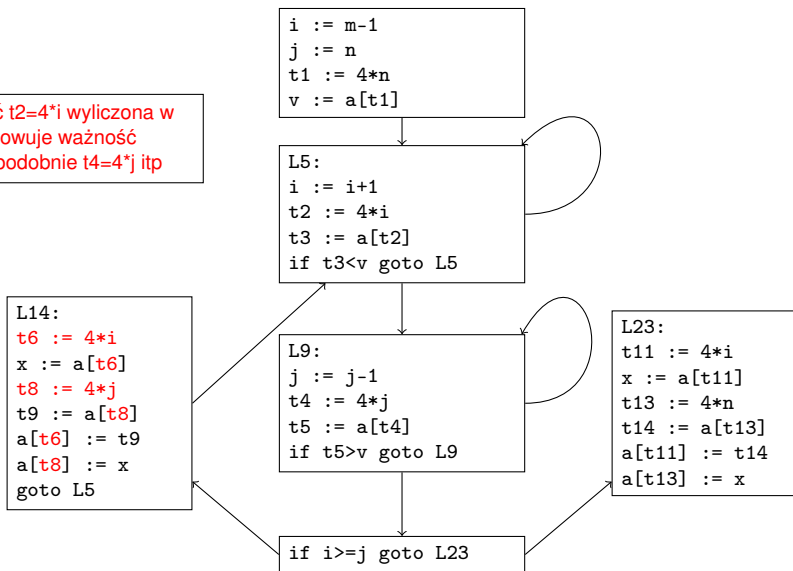 i := m-1
j := n
t1 := 4*n
v := a[t1]
t2=4*i wyliczona w
ważność
podobnie t4=4*j itp
L5:
i := i+1
t2 := 4*i
t3 := a[t2]
if t3<v goto L5
L14:
t6 := 4*i
x := a[t6]
t8 := 4*j
t9 := a[t8]
a[t6] := t9
a[t8] := x
goto L5
L9:
j := j-1
t4 := 4*j
t5 := a[t4]
if t5>v goto L9
L23:
t11 := 4*i
x := a[t11]
t13 := 4*n
t14 := a[t13]
a[t11] := t14
a[t13] := x
if i>=j goto L23